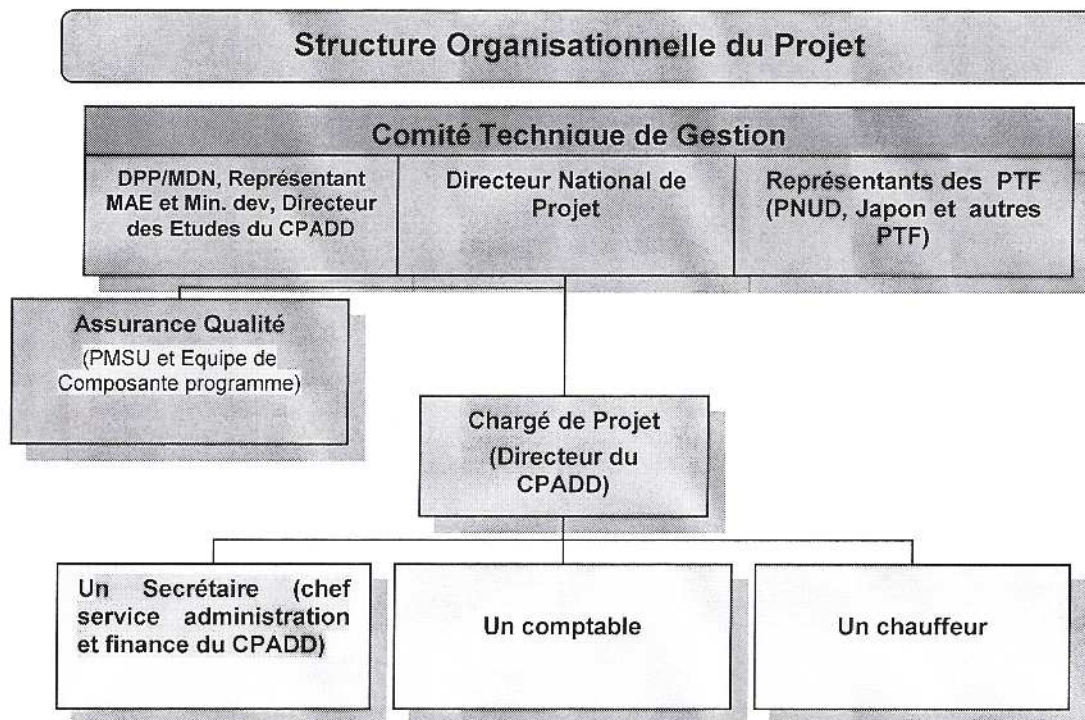 Structure Organisationnelle du Projet
Comité Technique de Gestion
DPP/MDN, Représentant
MAE et Min. dev, Directeur
des Etudes du CPADD
Directeur National de
Projet
Représentants des PTF
(PNUD, Japon et autres
PTF)
Assurance Qualité
(PMSU et Equipe de
Composante programme)
Chargé de Projet
(Directeur du
CPADD)
Un Secrétaire (chef
service administration
et finance du CPADD)
Un comptable
Un chauffeur